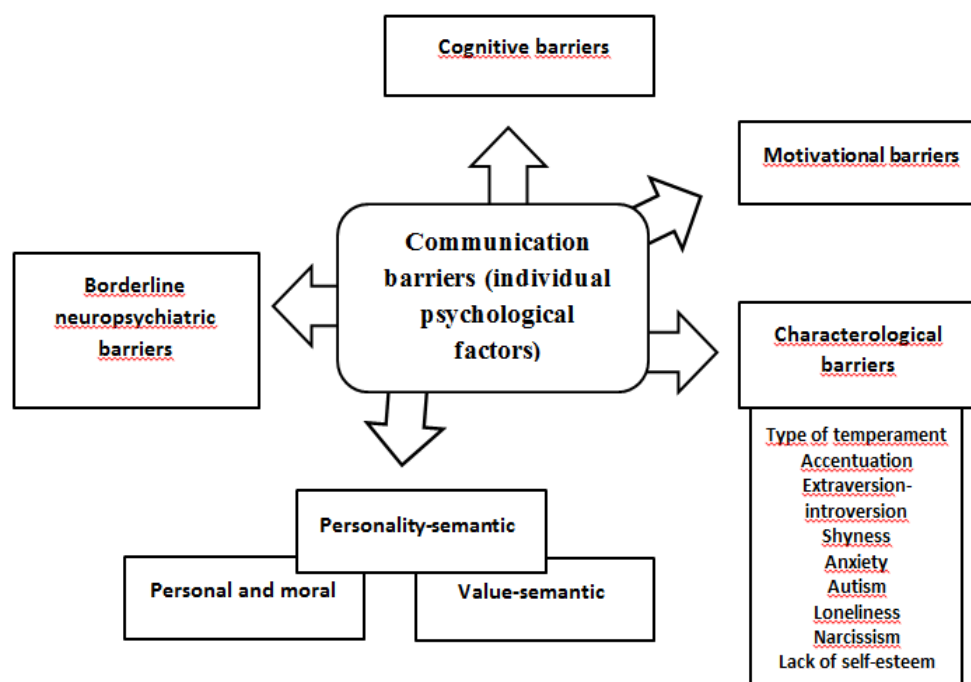 Cognitive barriers
Motivational barriers
Communication
barriers (individual
psychological
factors)
Borderline
neuropsychiatric
barriers
Characterological
barriers
Type of temperament
Accentuation
Extraversion-
introversion
Shyness
Anxiety
Autism
Loneliness
Narcissism
Lack of self-esteem
Personality-semantic
Personal and moral
Value-semantic